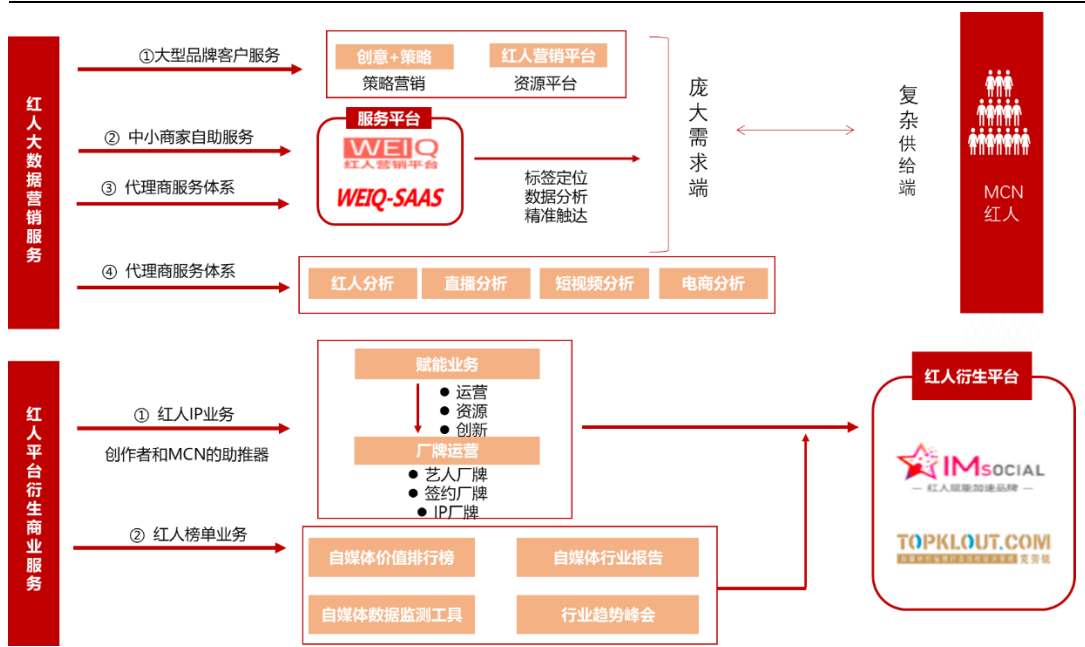 红人大数据营销服务
①大型品牌客户服务
创意+策略
红人营销平台
策略营销
资源平台
② 中小商家自助服务
③ 代理商服务体系
服务平台
WEIQ
红人营销平台
WEIQ-SAAS
标签定位
数据分析
精准触达
④ 代理商服务体系
红人分析
直播分析
短视频分析
电商分析
庞大需求端
复杂供给端
MCN
红人
红人平台衍生商业服务
① 红人IP业务
创作者和MCN的助推器
赋能业务
● 运营
● 资源
● 创新
厂牌运营
● 艺人厂牌
● 签约厂牌
● IP厂牌
② 红人榜单业务
自媒体价值排行榜
自媒体行业报告
自媒体数据监测工具
行业趋势峰会
红人衍生平台
IMSOCIAL
— 红人赋能加速品牌 —
TOPKLOUT.COM
克劳锐